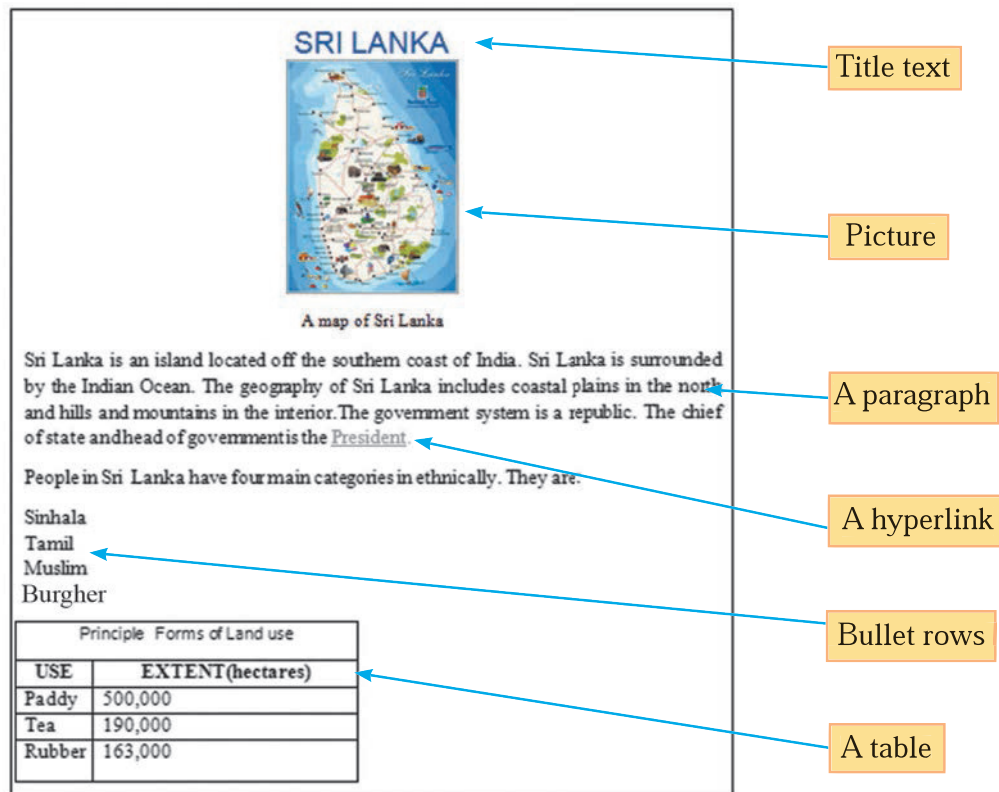 SRI LANKA
Title text
Sri Lanka
Picture
A map of Sri Lanka
Sri Lanka is an island located off the southern coast of India. Sri Lanka is surrounded
by the Indian Ocean. The geography of Sri Lanka includes coastal plains in the north
and hills and mountains in the interior.The government system is a republic. The chief
of state andhead of governmentis the President.
A paragraph
People in Sri Lanka have four main categories in ethnically. They are:
A hyperlink
Sinhala
Tamil
Muslim
Burgher
Bullet rows
Principle Forms of Land use
USE EXTENT(hectares)
Paddy 500,000
Tea 190,000
Rubber 163,000
A table